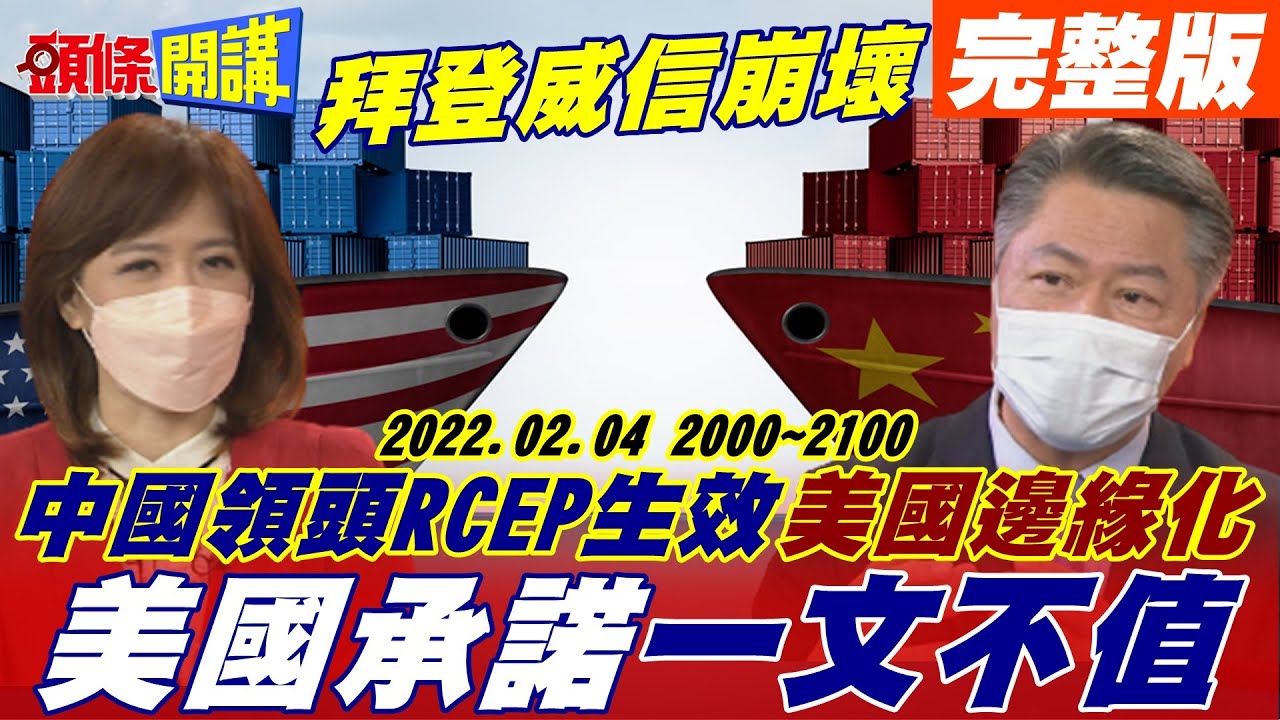 頭條開講
拜登威信崩壞
完整版
2022.02.04 2000~2100
中國領頭RCEP生效美國邊緣化
美國承諾一文不值